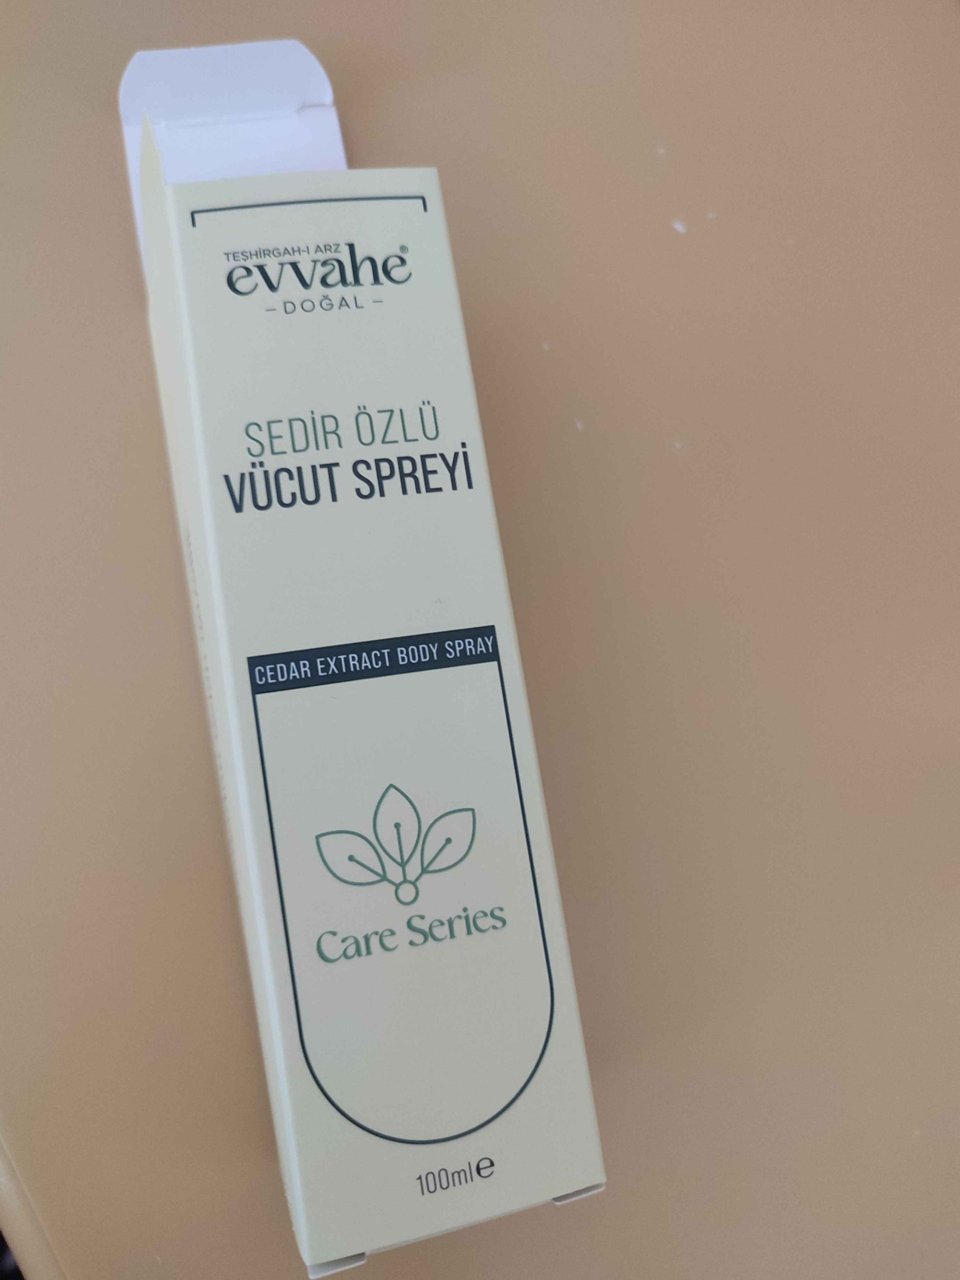 TEŞHİRGAH-I ARZ
evvahe®
– DOĞAL –
SEDİR ÖZLÜ
VÜCUT SPREYİ
CEDAR EXTRACT BODY SPRAY
Care Series
100ml℮